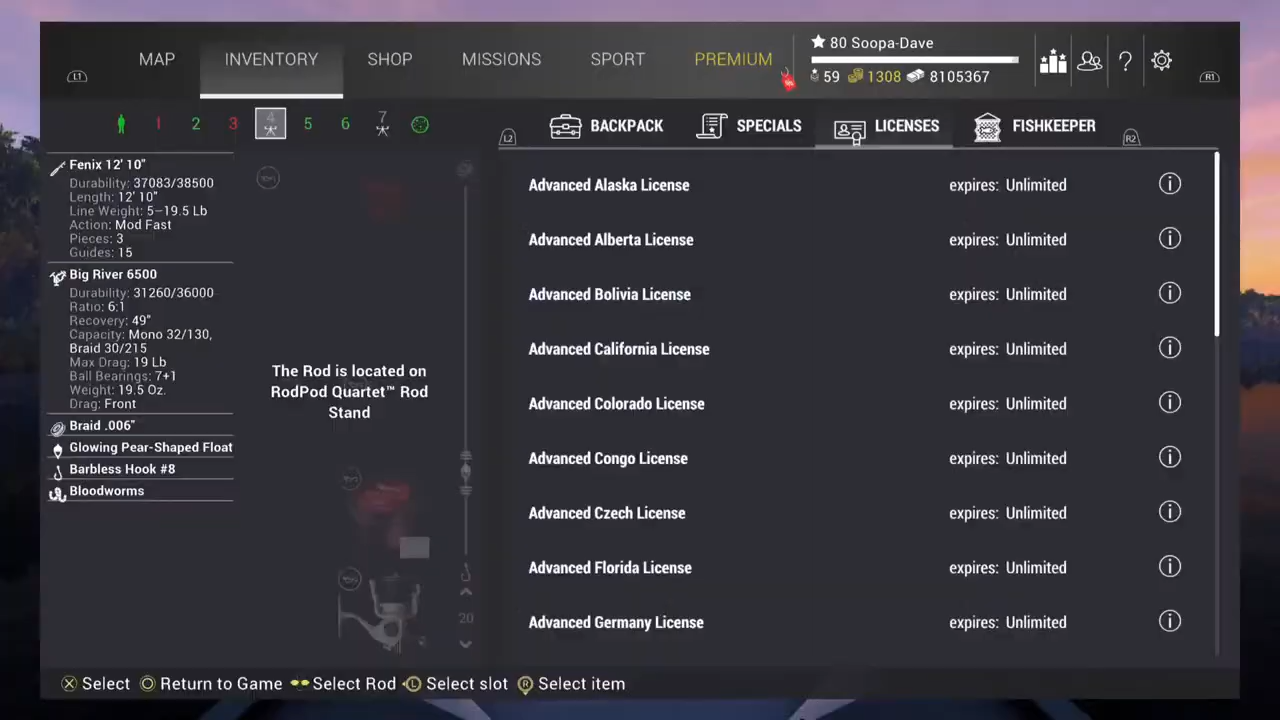 L1
MAP
INVENTORY
SHOP
MISSIONS
SPORT
PREMIUM
80 Soopa-Dave
59 1308 8105367
?
R1
1 2 3 4 5 6 7
L2
BACKPACK
SPECIALS
LICENSES
FISHKEEPER
R2
Fenix 12' 10"
Durability: 37083/38500
Length: 12' 10"
Line Weight: 5–19.5 Lb
Action: Mod Fast
Pieces: 3
Guides: 15
Big River 6500
Durability: 31260/36000
Ratio: 6:1
Recovery: 49"
Capacity: Mono 32/130,
Braid 30/215
Max Drag: 19 Lb
Ball Bearings: 7+1
Weight: 19.5 Oz.
Drag: Front
Braid .006"
Glowing Pear-Shaped Float
Barbless Hook #8
Bloodworms
The Rod is located on
RodPod Quartet™ Rod
Stand
20
Advanced Alaska License expires: Unlimited
Advanced Alberta License expires: Unlimited
Advanced Bolivia License expires: Unlimited
Advanced California License expires: Unlimited
Advanced Colorado License expires: Unlimited
Advanced Congo License expires: Unlimited
Advanced Czech License expires: Unlimited
Advanced Florida License expires: Unlimited
Advanced Germany License expires: Unlimited
Select Return to Game Select Rod L Select slot R Select item